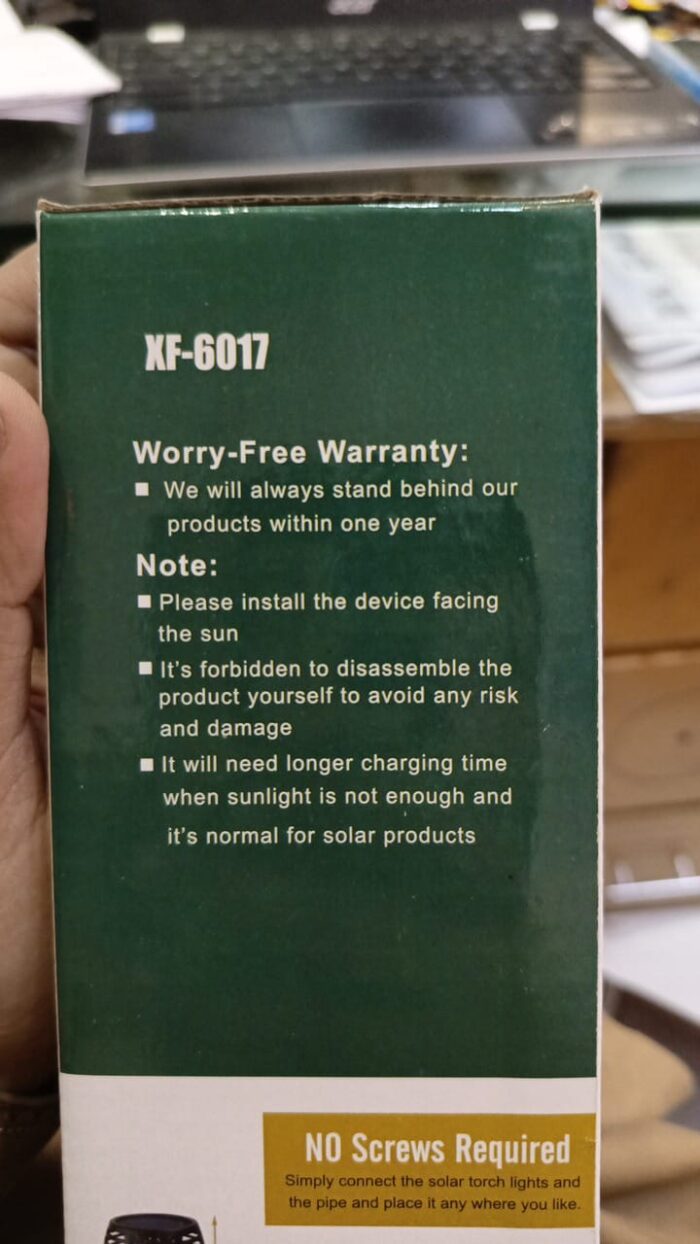 XF-6017
Worry-Free Warranty:
■ We will always stand behind our
products within one year
Note:
■ Please install the device facing
the sun
■ It's forbidden to disassemble the
product yourself to avoid any risk
and damage
■ It will need longer charging time
when sunlight is not enough and
it's normal for solar products
NO Screws Required
Simply connect the solar torch lights and
the pipe and place it any where you like.